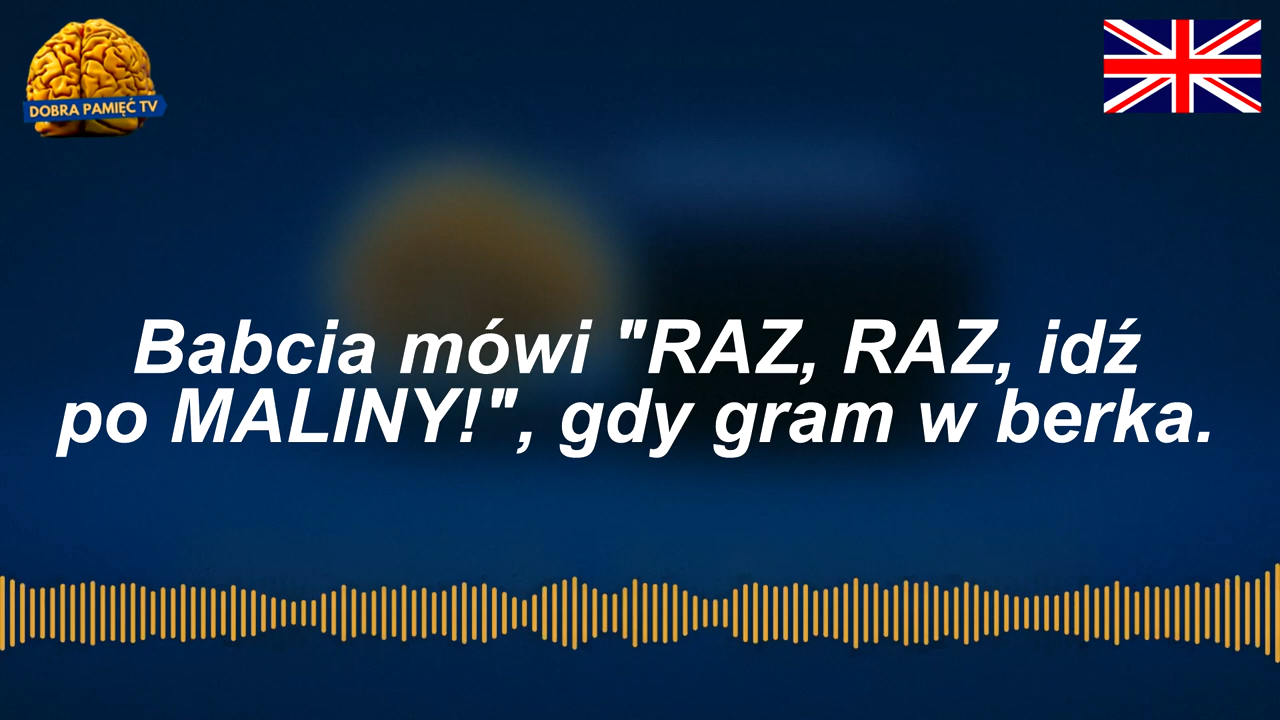 DOBRA PAMIĘĆ TV
Babcia mówi "RAZ, RAZ, idź
po MALINY!", gdy gram w berka.